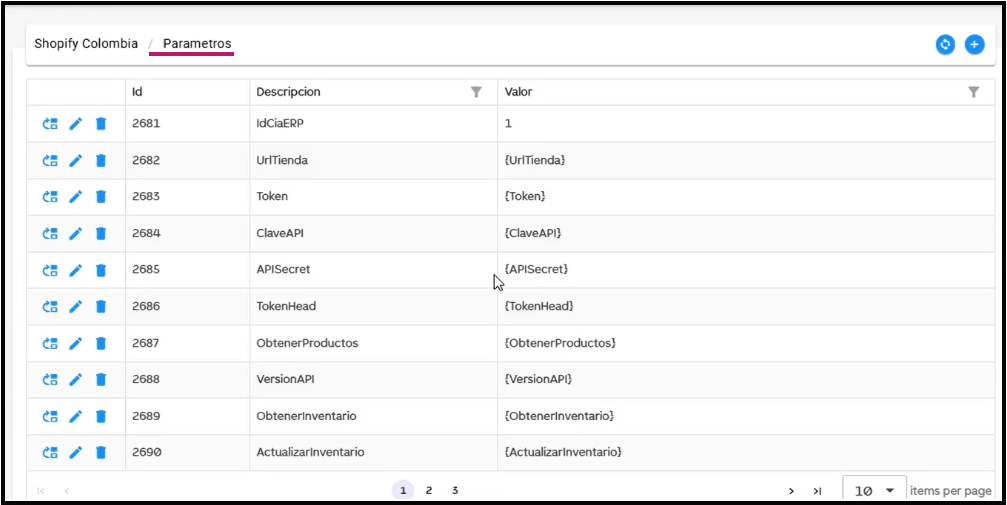 Shopify Colombia / Parametros
Id Descripcion Valor
2681 IdCiaERP 1
2682 UrlTienda {UrlTienda}
2683 Token {Token}
2684 ClaveAPI {ClaveAPI}
2685 APISecret {APISecret}
2686 TokenHead {TokenHead}
2687 ObtenerProductos {ObtenerProductos}
2688 VersionAPI {VersionAPI}
2689 ObtenerInventario {ObtenerInventario}
2690 ActualizarInventario {ActualizarInventario}
1 2 3 10 items per page